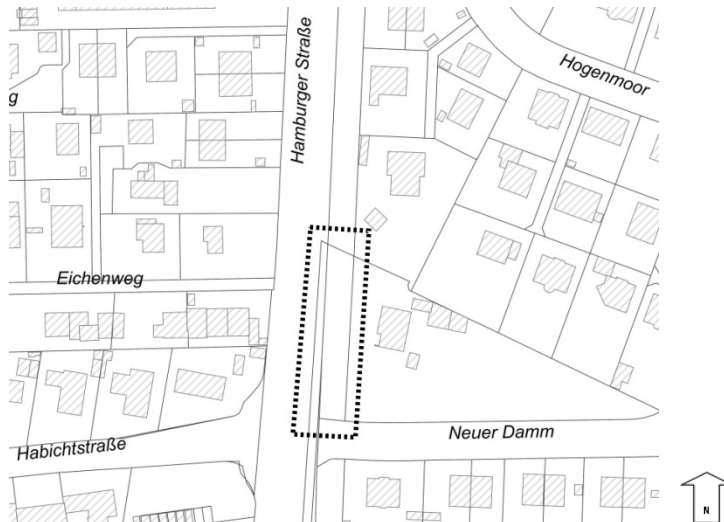 Hamburger Straße
Hogenmoor
g
Eichenweg
Neuer Damm
Habichtstraße
N